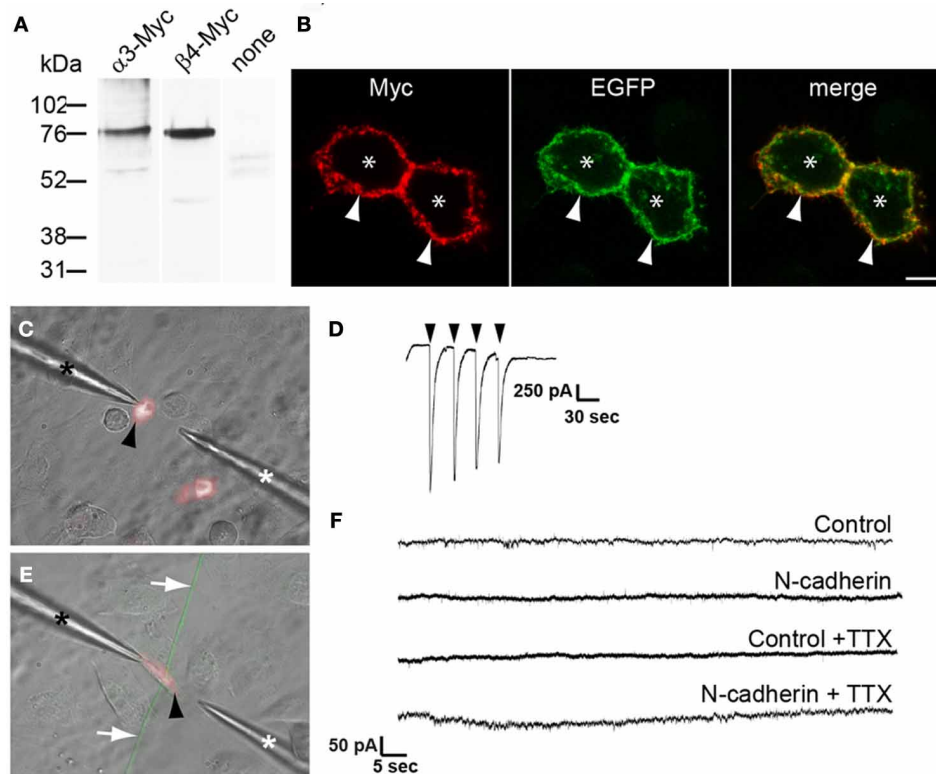 A
kDa
α3-Myc
β4-Myc
none
102
76
52
38
31
B
Myc
EGFP
merge
*
*
*
*
*
*
C
*
*
D
250 pA
30 sec
E
*
*
F
Control
N-cadherin
Control +TTX
N-cadherin + TTX
50 pA
5 sec